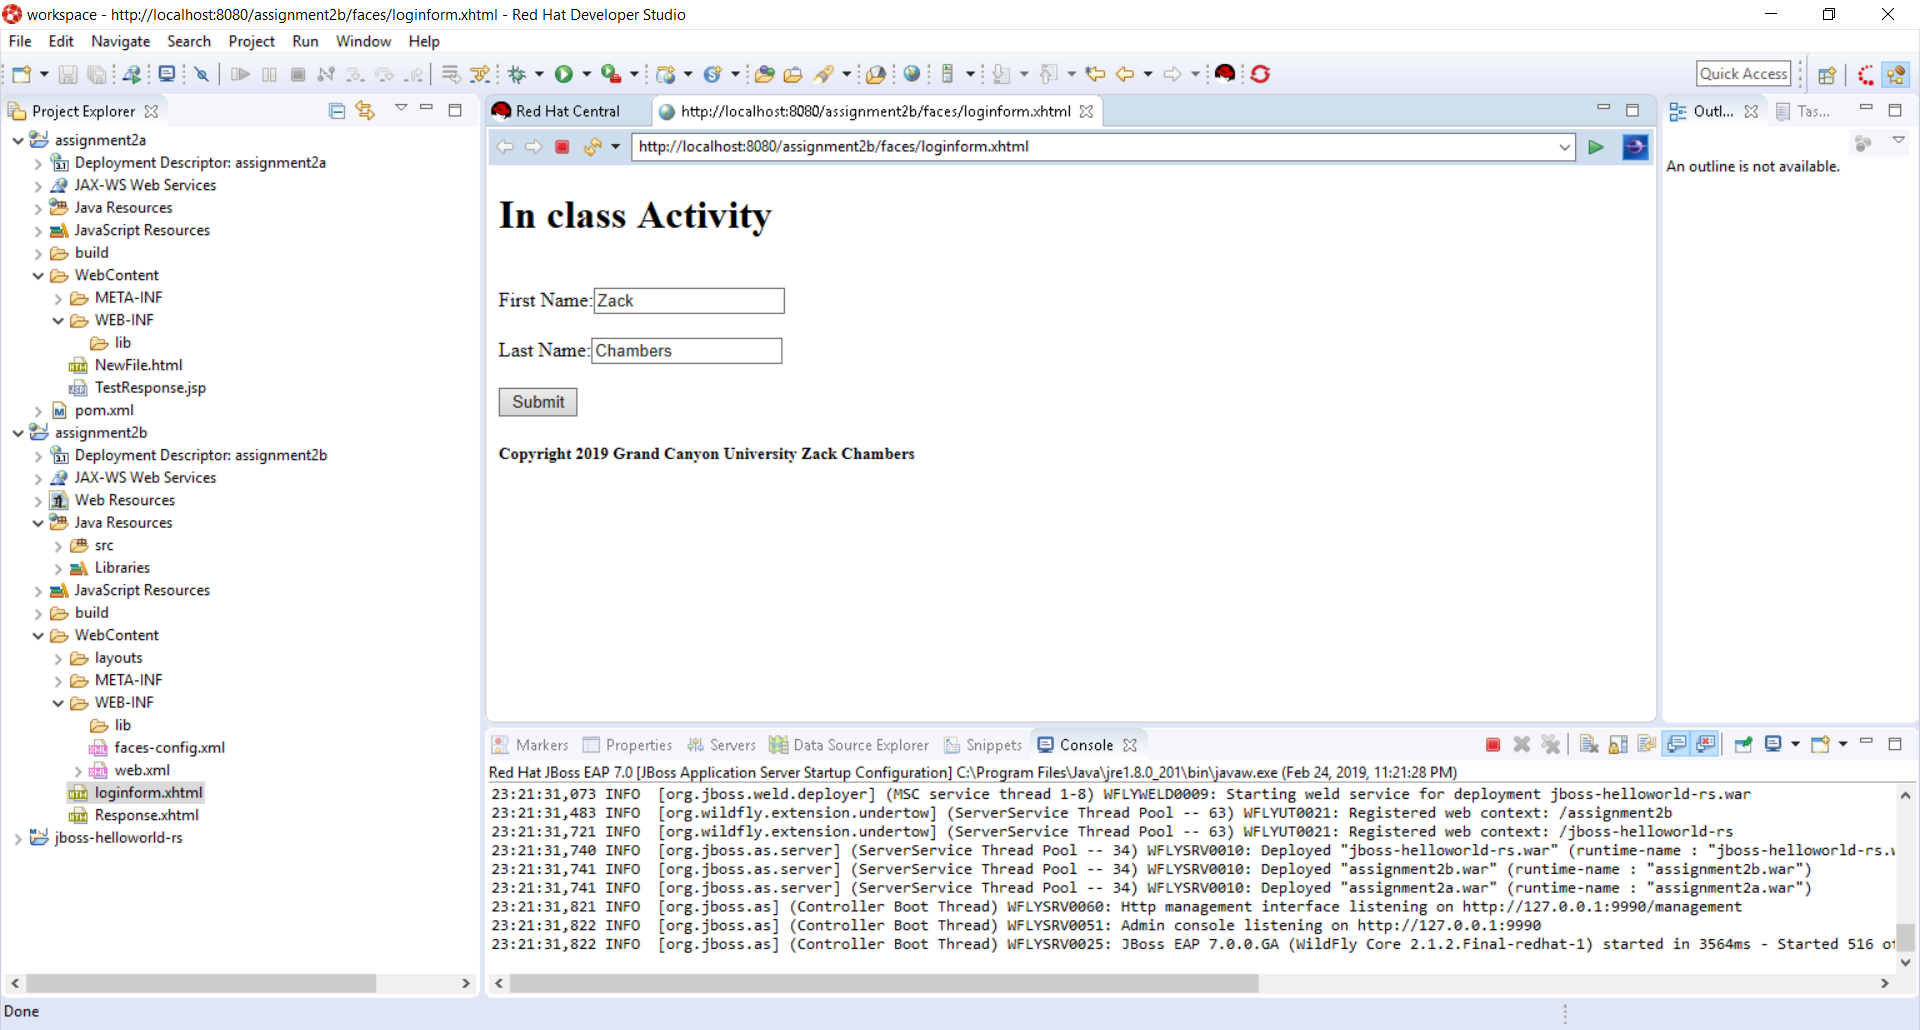 workspace - http://localhost:8080/assignment2b/faces/loginform.xhtml - Red Hat Developer Studio
File Edit Navigate Search Project Run Window Help
Quick Access
Project Explorer
assignment2a
Deployment Descriptor: assignment2a
JAX-WS Web Services
Java Resources
JavaScript Resources
build
WebContent
META-INF
WEB-INF
lib
NewFile.html
TestResponse.jsp
pom.xml
assignment2b
Deployment Descriptor: assignment2b
JAX-WS Web Services
Web Resources
Java Resources
src
Libraries
JavaScript Resources
build
WebContent
layouts
META-INF
WEB-INF
lib
faces-config.xml
web.xml
loginform.xhtml
Response.xhtml
jboss-helloworld-rs
Red Hat Central http://localhost:8080/assignment2b/faces/loginform.xhtml
http://localhost:8080/assignment2b/faces/loginform.xhtml
In class Activity
First Name: Zack
Last Name: Chambers
Submit
Copyright 2019 Grand Canyon University Zack Chambers
Outl... Tas...
An outline is not available.
Markers Properties Servers Data Source Explorer Snippets Console
Red Hat JBoss EAP 7.0 [JBoss Application Server Startup Configuration] C:\Program Files\Java\jre1.8.0_201\bin\javaw.exe (Feb 24, 2019, 11:21:28 PM)
23:21:31,073 INFO [org.jboss.weld.deployer] (MSC service thread 1-8) WFLYWELD0009: Starting weld service for deployment jboss-helloworld-rs.war
23:21:31,483 INFO [org.wildfly.extension.undertow] (ServerService Thread Pool -- 63) WFLYUT0021: Registered web context: /assignment2b
23:21:31,721 INFO [org.wildfly.extension.undertow] (ServerService Thread Pool -- 63) WFLYUT0021: Registered web context: /jboss-helloworld-rs
23:21:31,740 INFO [org.jboss.as.server] (ServerService Thread Pool -- 34) WFLYSRV0010: Deployed "jboss-helloworld-rs.war" (runtime-name : "jboss-helloworld-rs.w
23:21:31,741 INFO [org.jboss.as.server] (ServerService Thread Pool -- 34) WFLYSRV0010: Deployed "assignment2b.war" (runtime-name : "assignment2b.war")
23:21:31,741 INFO [org.jboss.as.server] (ServerService Thread Pool -- 34) WFLYSRV0010: Deployed "assignment2a.war" (runtime-name : "assignment2a.war")
23:21:31,821 INFO [org.jboss.as] (Controller Boot Thread) WFLYSRV0060: Http management interface listening on http://127.0.0.1:9990/management
23:21:31,822 INFO [org.jboss.as] (Controller Boot Thread) WFLYSRV0051: Admin console listening on http://127.0.0.1:9990
23:21:31,822 INFO [org.jboss.as] (Controller Boot Thread) WFLYSRV0025: JBoss EAP 7.0.0.GA (WildFly Core 2.1.2.Final-redhat-1) started in 3564ms - Started 516 of
Done